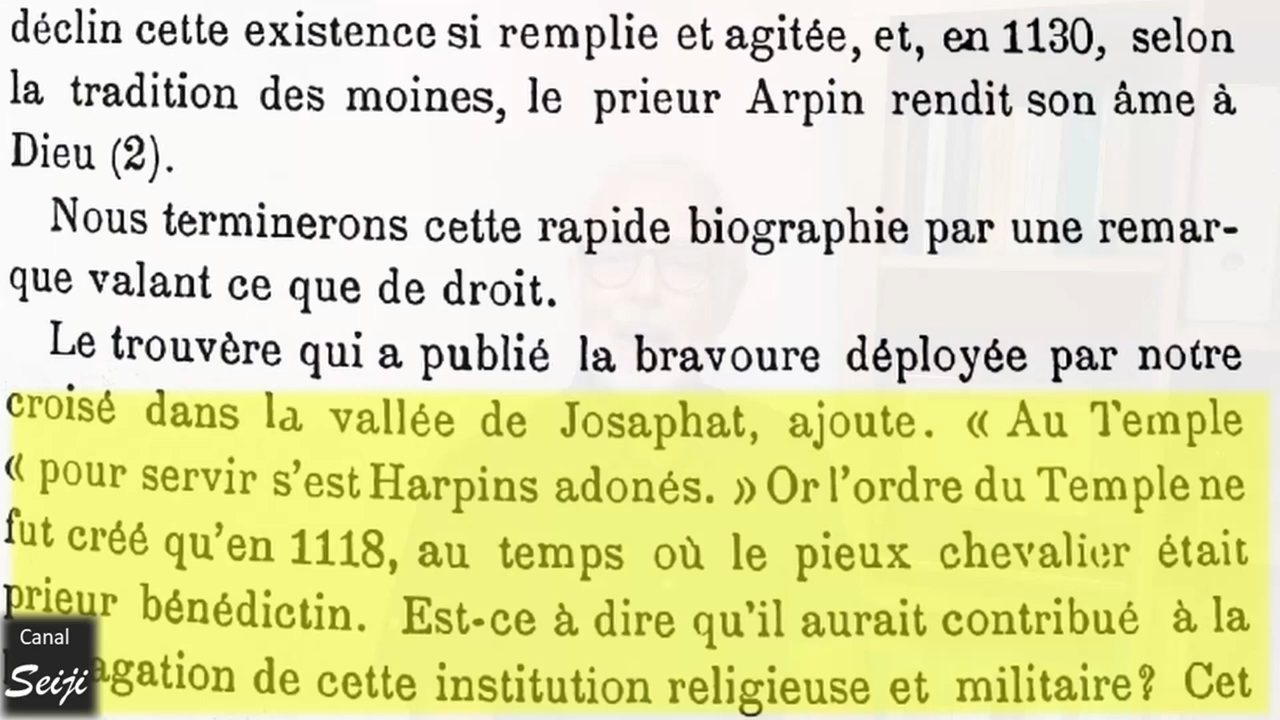 déclin cette existence si remplie et agitée, et, en 1130, selon
la tradition des moines, le prieur Arpin rendit son âme à
Dieu (2).
Nous terminerons cette rapide biographie par une remar-
que valant ce que de droit.
Le trouvère qui a publié la bravoure déployée par notre
croisé dans la vallée de Josaphat, ajoute. « Au Temple
« pour servir s'est Harpins adonés. » Or l'ordre du Temple ne
fut créé qu'en 1118, au temps où le pieux chevalier était
prieur bénédictin. Est-ce à dire qu'il aurait contribué à la
agation de cette institution religieuse et militaire? Cet
Canal
Seiji